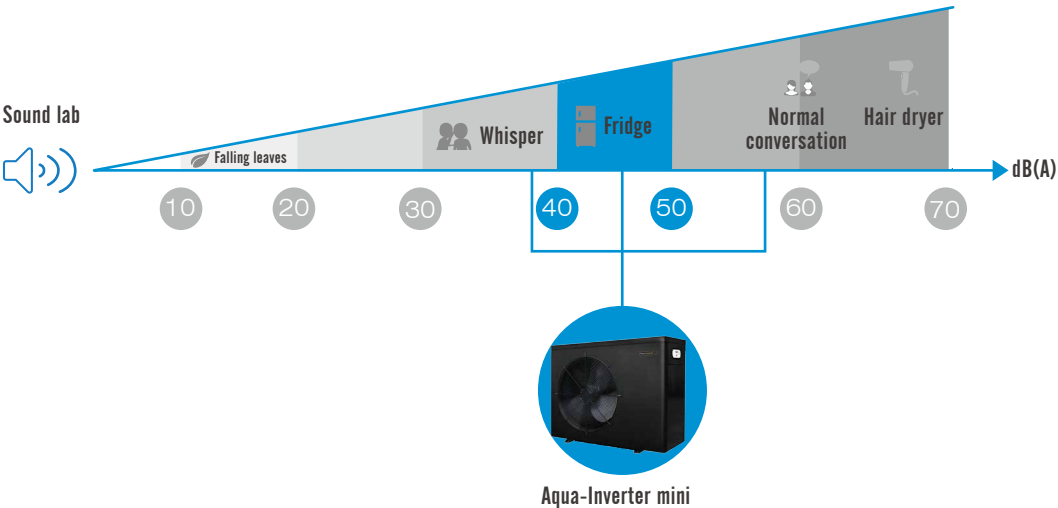 Sound lab
Falling leaves
Whisper
Fridge
Normal
conversation
Hair dryer
dB(A)
10
20
30
40
50
60
70
Aqua-Inverter mini